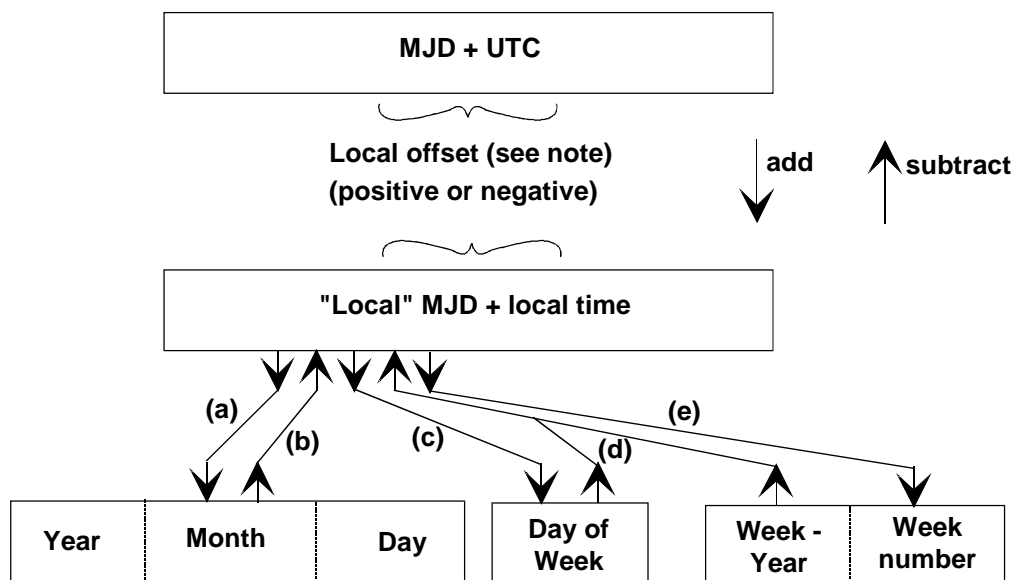 MJD + UTC
Local offset (see note)
(positive or negative)
add
subtract
"Local" MJD + local time
(a)
(b)
(c)
(d)
(e)
Year
Month
Day
Day of
Week
Week -
Year
Week
number